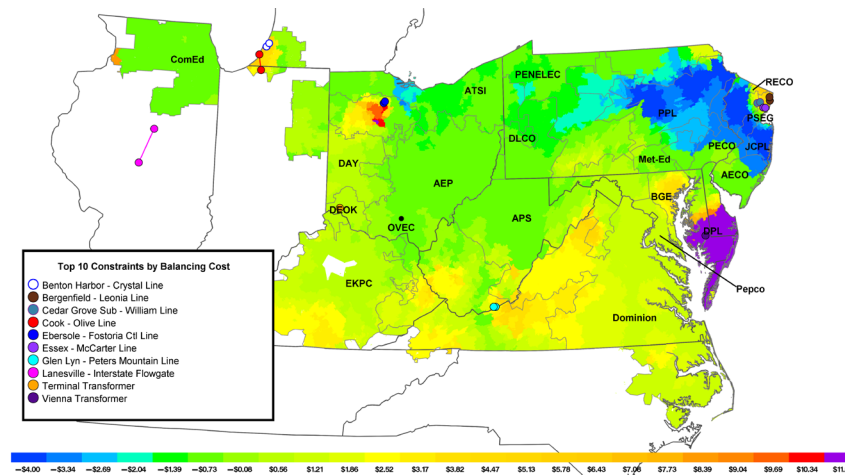 ComEd
RECO
ATSI
PENELEC
PPL
PSEG
DLCO
PECO
JCPL
DAY
Met-Ed
AEP
AECO
BGE
DEOK
APS
OVEC
DPL
EKPC
Pepco
Dominion
Top 10 Constraints by Balancing Cost
Benton Harbor - Crystal Line
Bergenfield - Leonia Line
Cedar Grove Sub - William Line
Cook - Olive Line
Ebersole - Fostoria Ctl Line
Essex - McCarter Line
Glen Lyn - Peters Mountain Line
Lanesville - Interstate Flowgate
Terminal Transformer
Vienna Transformer
−$4.00 −$3.34 −$2.69 −$2.04 −$1.39 −$0.73 −$0.08 $0.56 $1.21 $1.86 $2.52 $3.17 $3.82 $4.47 $5.13 $5.78 $6.43 $7.08 $7.73 $8.39 $9.04 $9.69 $10.34